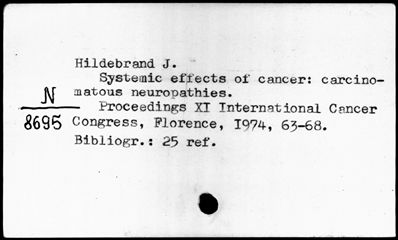 Hildebrand J.
Systemic effects of cancer: carcino-
matous neuropathies.
Proceedings XI International Cancer
Congress, Florence, I974, 63-68.
Bibliogr.: 25 ref.
N
8695